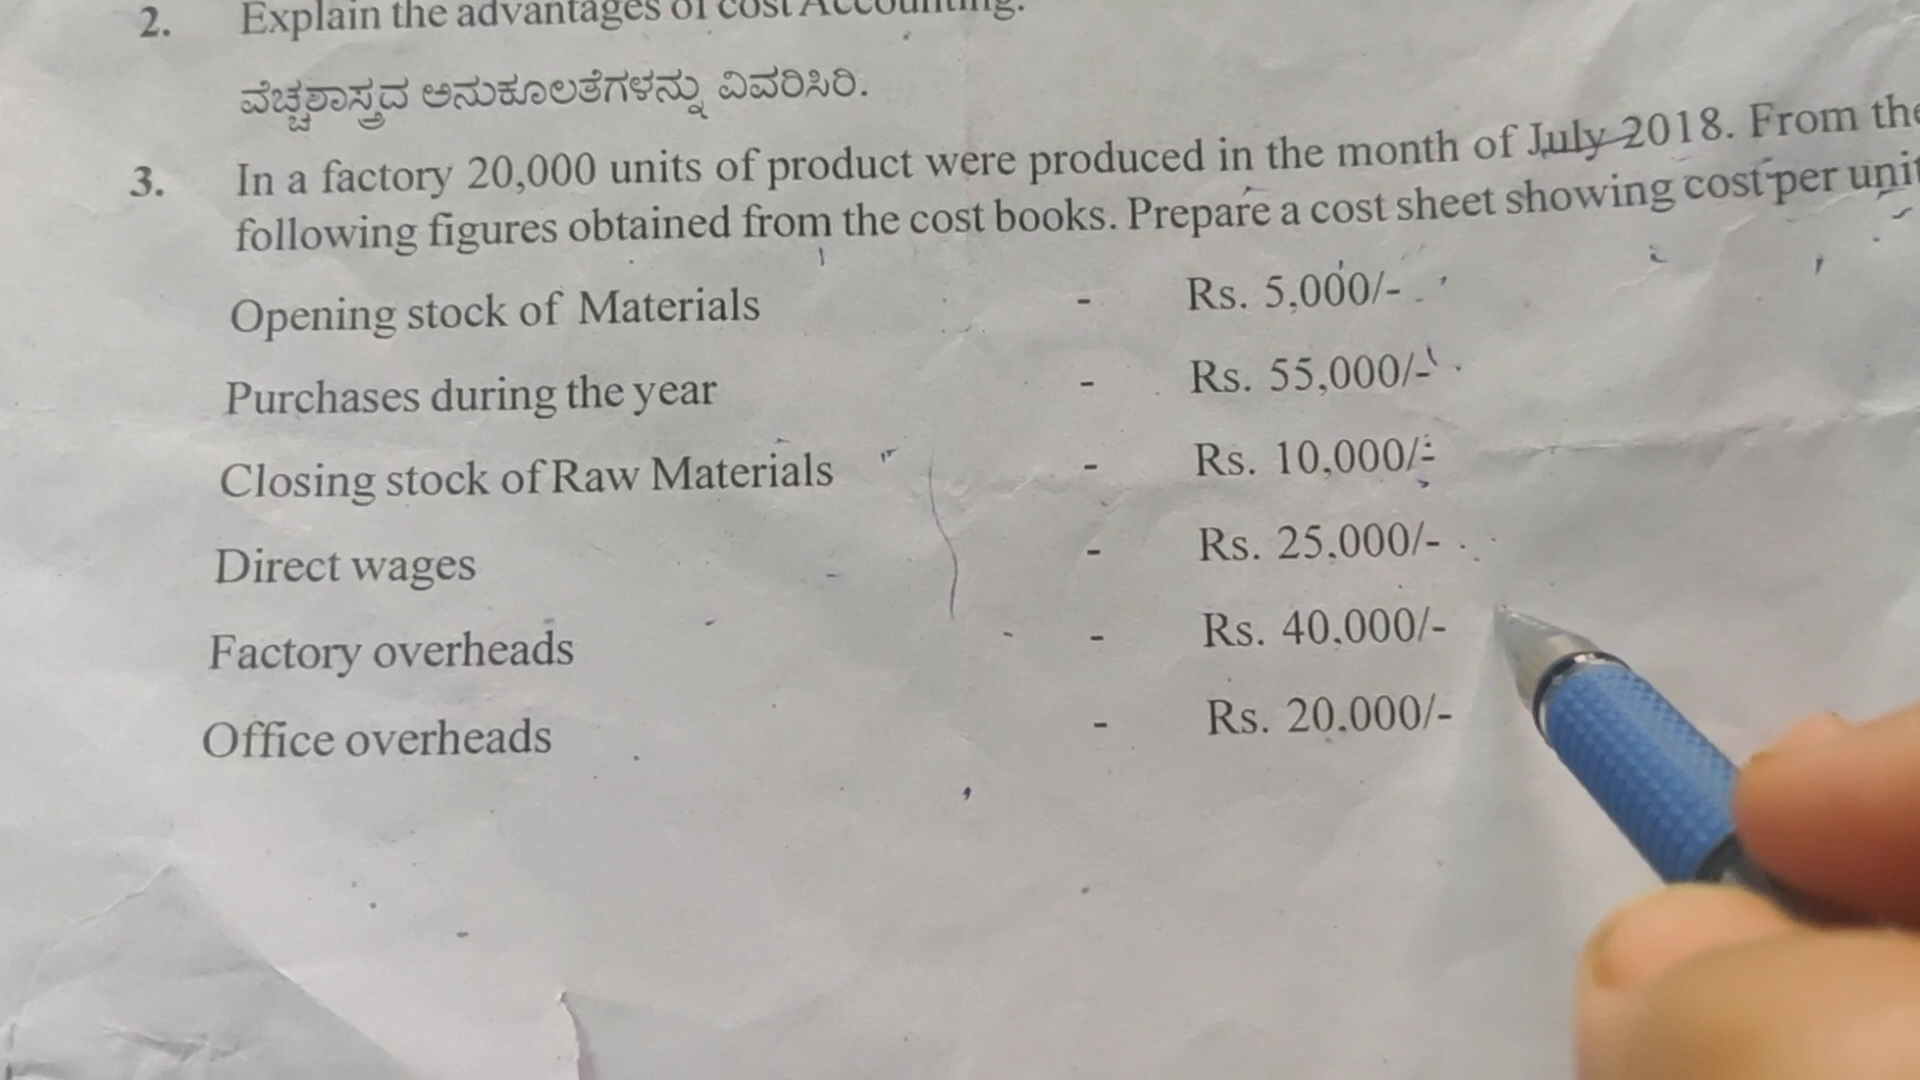 2. Explain the advantages of cost Accounting.
ವೆಚ್ಚಶಾಸ್ತ್ರದ ಅನುಕೂಲತೆಗಳನ್ನು ವಿವರಿಸಿರಿ.
3. In a factory 20,000 units of product were produced in the month of July 2018. From the
following figures obtained from the cost books. Prepare a cost sheet showing cost per unit
Opening stock of Materials - Rs. 5,000/-
Purchases during the year - Rs. 55,000/-
Closing stock of Raw Materials - Rs. 10,000/-
Direct wages - Rs. 25,000/-
Factory overheads - Rs. 40,000/-
Office overheads - Rs. 20,000/-